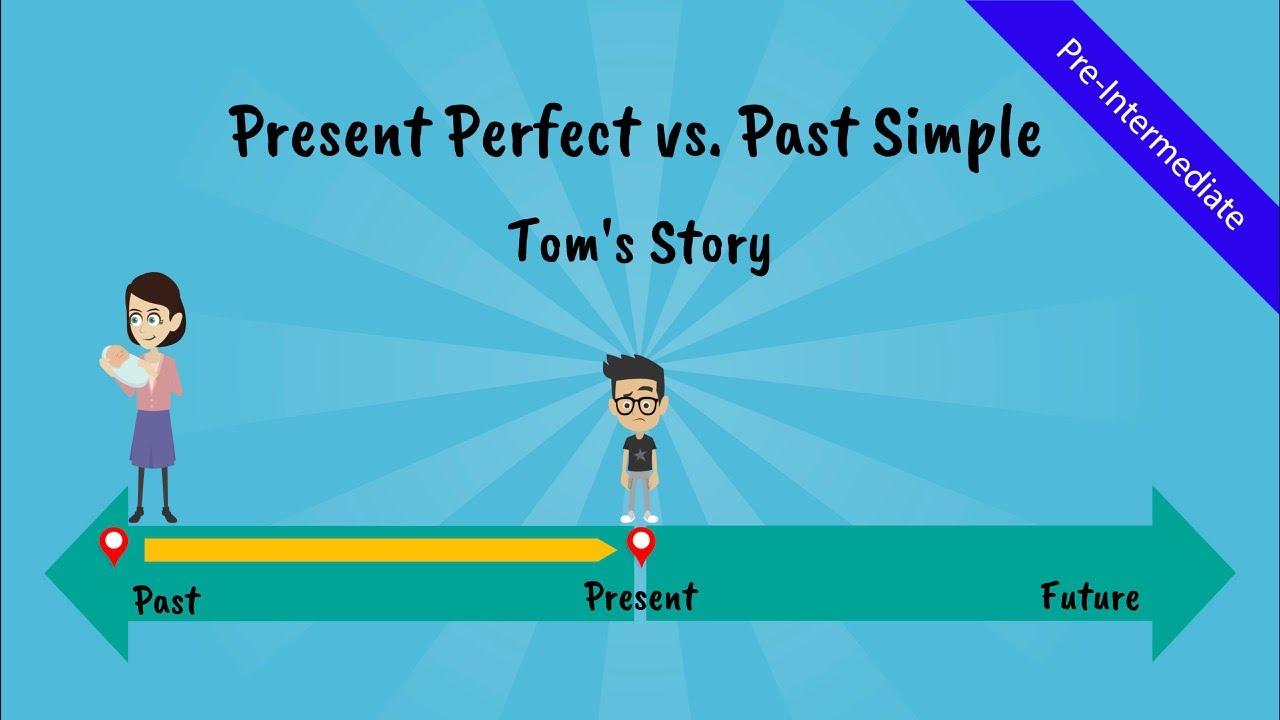 Pre-Intermediate
Present Perfect vs. Past Simple
Tom's Story
Past
Present
Future